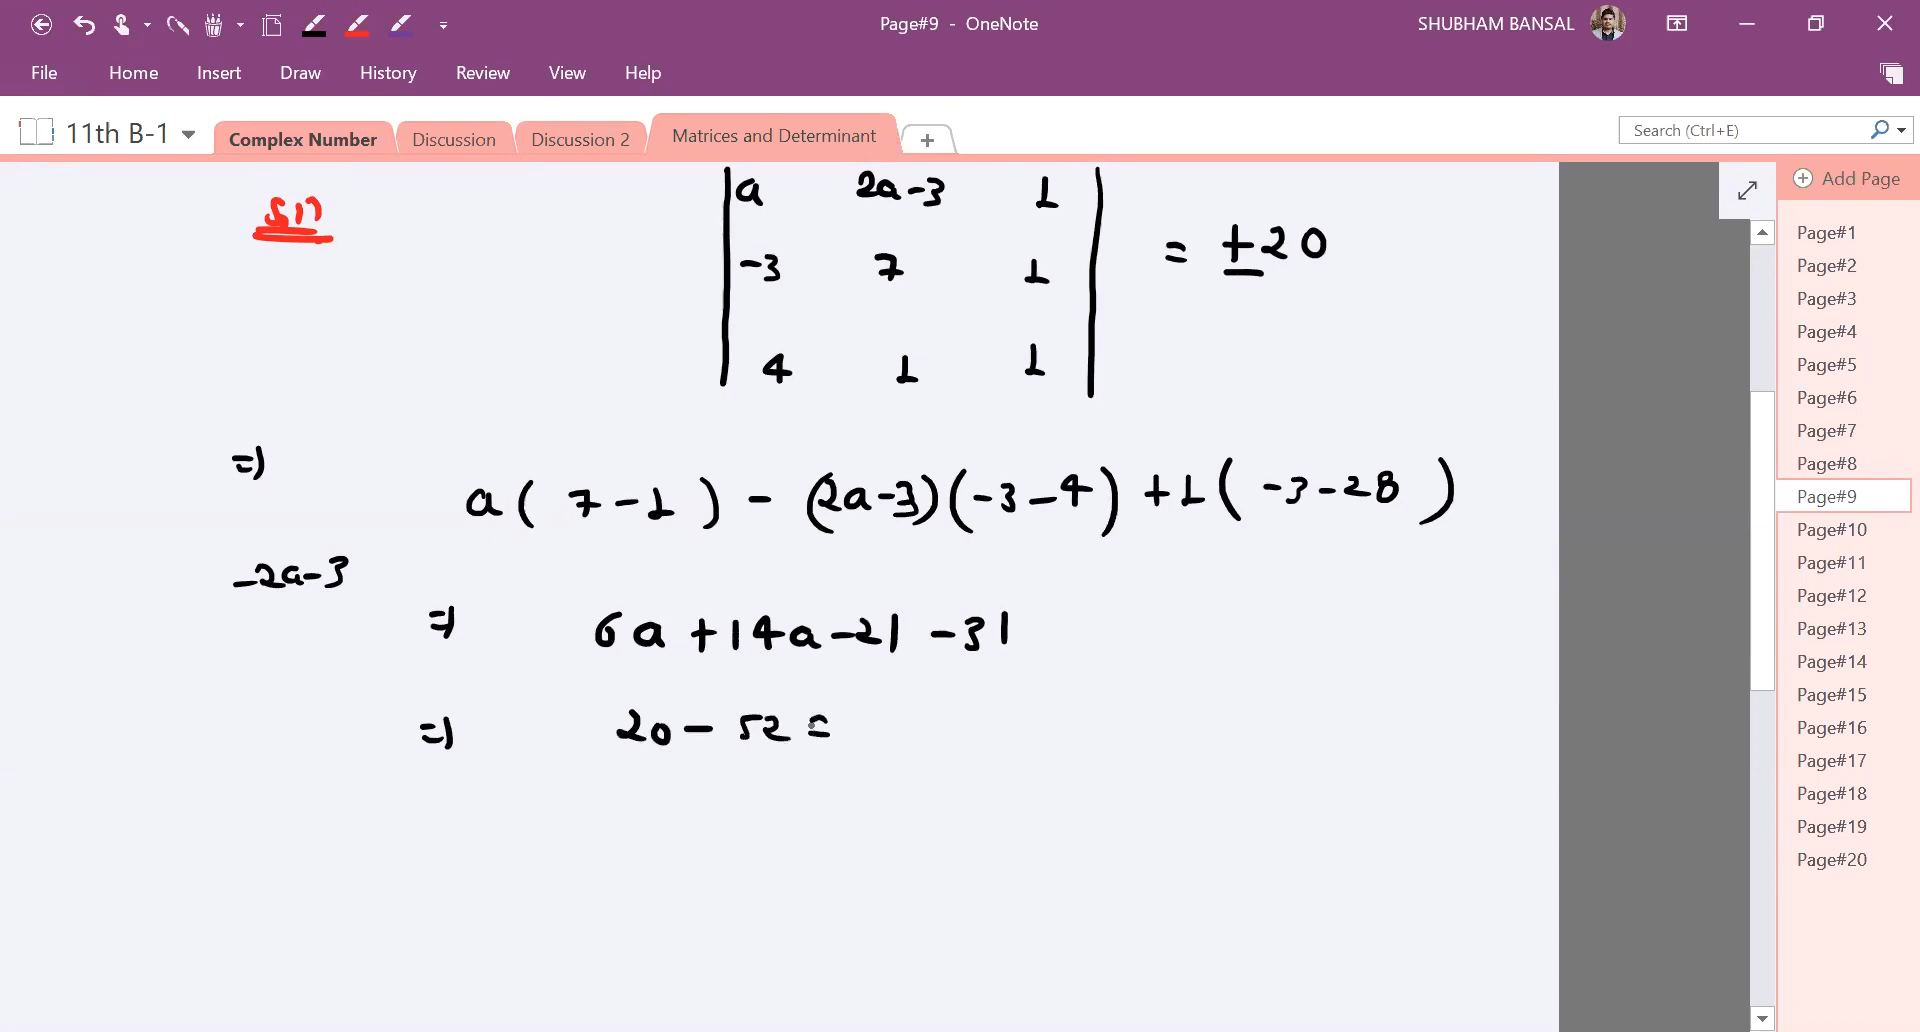 Page#9 - OneNote
SHUBHAM BANSAL
File Home Insert Draw History Review View Help
11th B-1
Complex Number
Discussion
Discussion 2
Matrices and Determinant
Search (Ctrl+E)
Add Page
Page#1
Page#2
Page#3
Page#4
Page#5
Page#6
Page#7
Page#8
Page#9
Page#10
Page#11
Page#12
Page#13
Page#14
Page#15
Page#16
Page#17
Page#18
Page#19
Page#20
a 2a-3 1
-3 7 1 = ±20
4 1 1
=) a ( 7 - 1 ) - (2a-3)(-3-4) + 1 ( -3-28 )
-2a-3
=) 6a + 14a - 21 - 31
=) 20 - 52 =